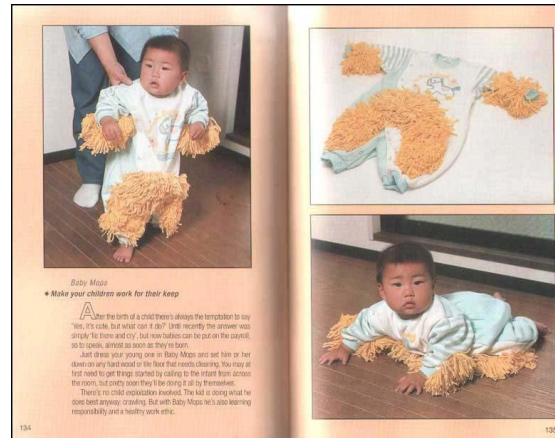 Baby Mops
✦ Make your children work for their keep
After the birth of a child there's always the temptation to say
"Yes, it's cute, but what can it do?" Until recently the answer was
simply 'lie there and cry', but now babies can be put on the payroll,
so to speak, almost as soon as they're born.
Just dress your young one in Baby Mops and set him or her
down on any hard wood or tile floor that needs cleaning. You may at
first need to get things started by calling to the infant from across
the room, but pretty soon they'll be doing it all by themselves.
There's no child exploitation involved. The kid is doing what he
does best anyway: crawling. But with Baby Mops he's also learning
responsibility and a healthy work ethic.
134
135